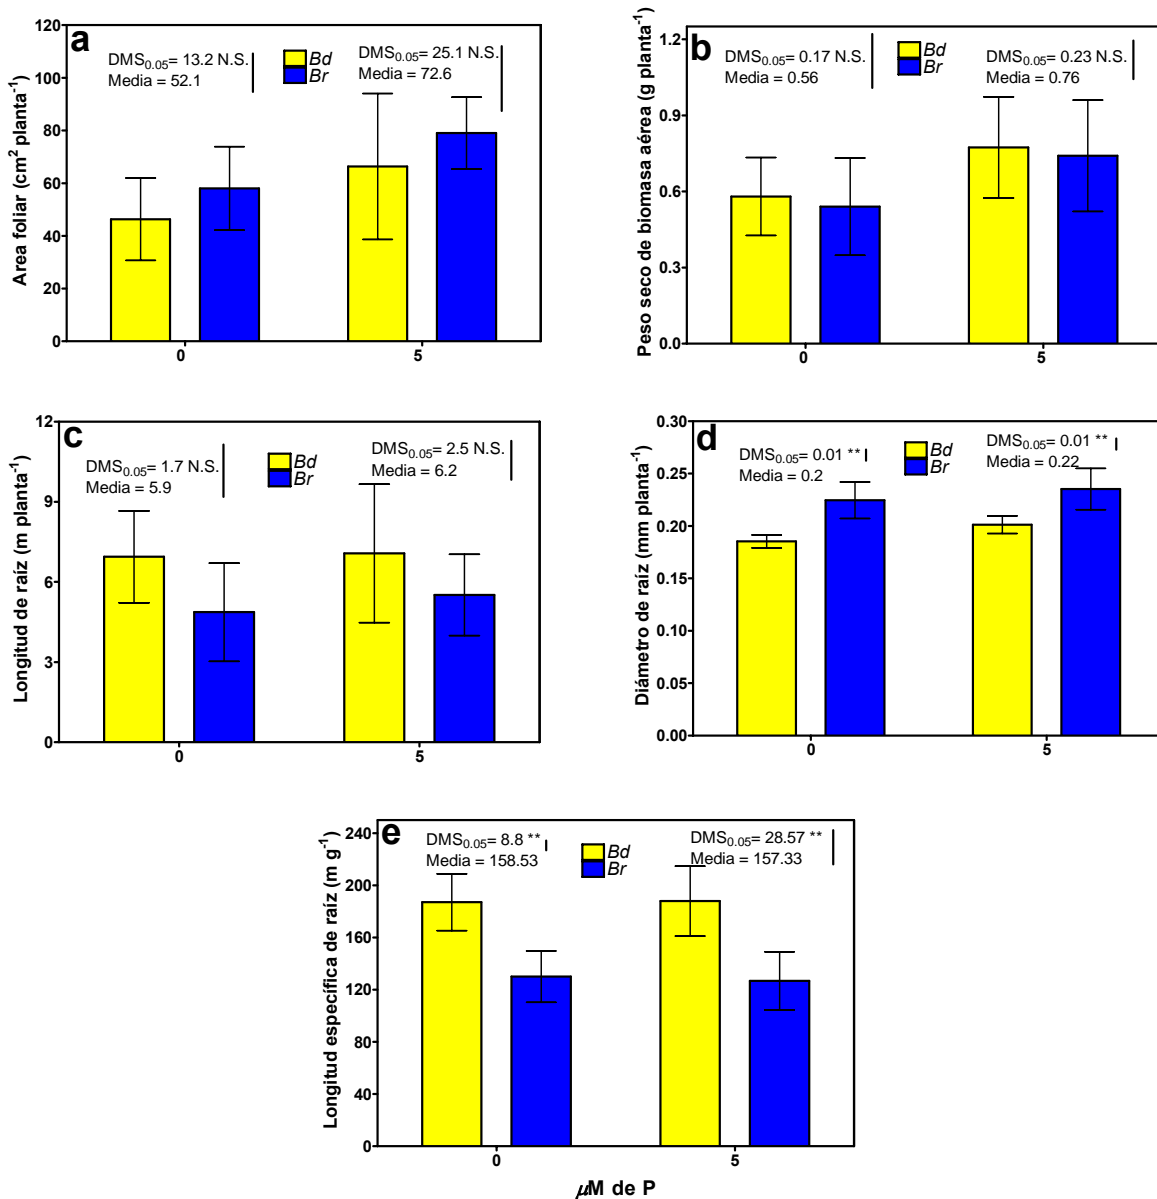 a
DMS0.05= 13.2 N.S.
Media = 52.1
Bd
Br
DMS0.05= 25.1 N.S.
Media = 72.6
Area foliar (cm2 planta-1)
120
100
80
60
40
20
0
0
5
b
DMS0.05= 0.17 N.S.
Media = 0.56
Bd
Br
DMS0.05= 0.23 N.S.
Media = 0.76
Peso seco de biomasa aérea (g planta-1)
1.2
0.9
0.6
0.3
0.0
0
5
c
DMS0.05= 1.7 N.S.
Media = 5.9
Bd
Br
DMS0.05= 2.5 N.S.
Media = 6.2
Longitud de raíz (m planta-1)
12
9
6
3
0
0
5
d
DMS0.05= 0.01 **
Media = 0.2
Bd
Br
DMS0.05= 0.01 **
Media = 0.22
Diámetro de raíz (mm planta-1)
0.30
0.25
0.20
0.15
0.10
0.05
0.00
0
5
e
DMS0.05= 8.8 **
Media = 158.53
Bd
Br
DMS0.05= 28.57 **
Media = 157.33
Longitud específica de raíz (m g-1)
240
200
160
120
80
40
0
0
5
µM de P